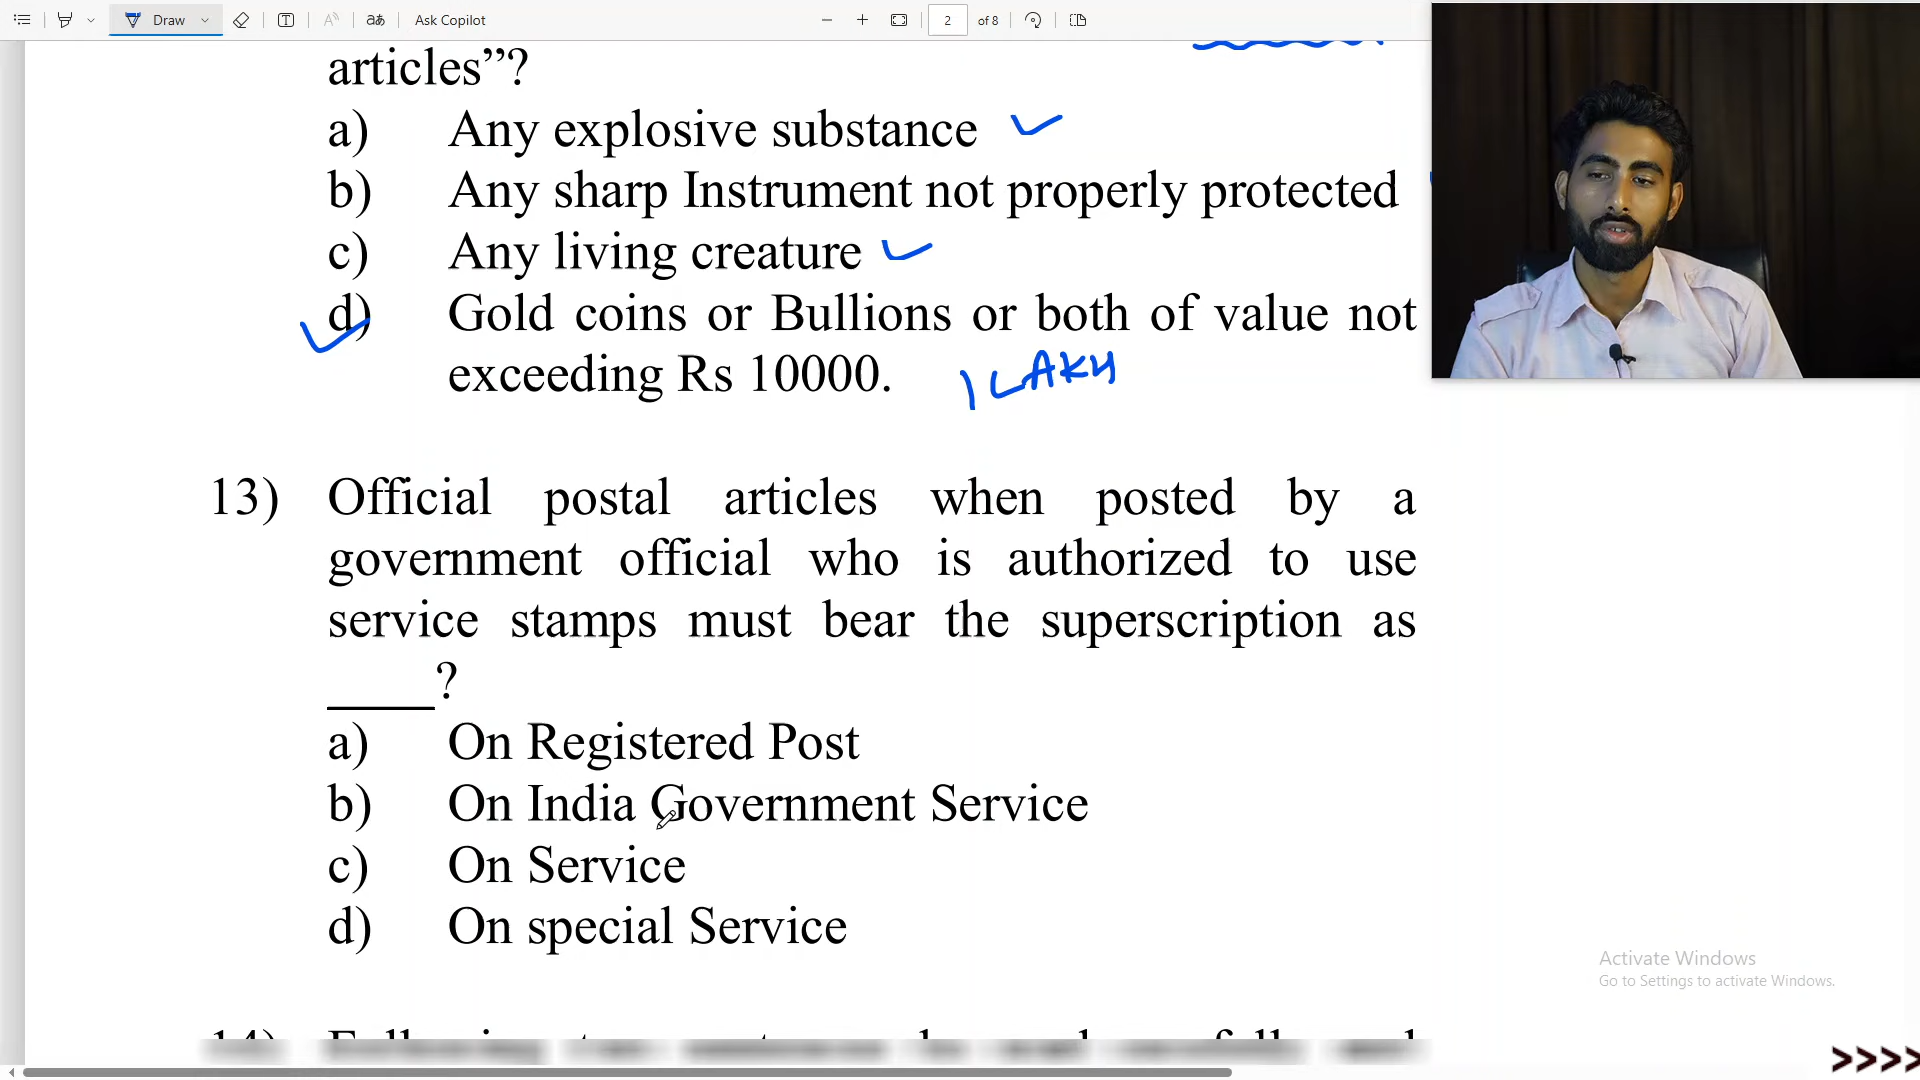 Draw
Ask Copilot
2 of 8
articles”?
a) Any explosive substance
b) Any sharp Instrument not properly protected
c) Any living creature
d) Gold coins or Bullions or both of value not
exceeding Rs 10000. 1 LAKH
13) Official postal articles when posted by a
government official who is authorized to use
service stamps must bear the superscription as
____?
a) On Registered Post
b) On India Government Service
c) On Service
d) On special Service
Activate Windows
Go to Settings to activate Windows.
>>>>